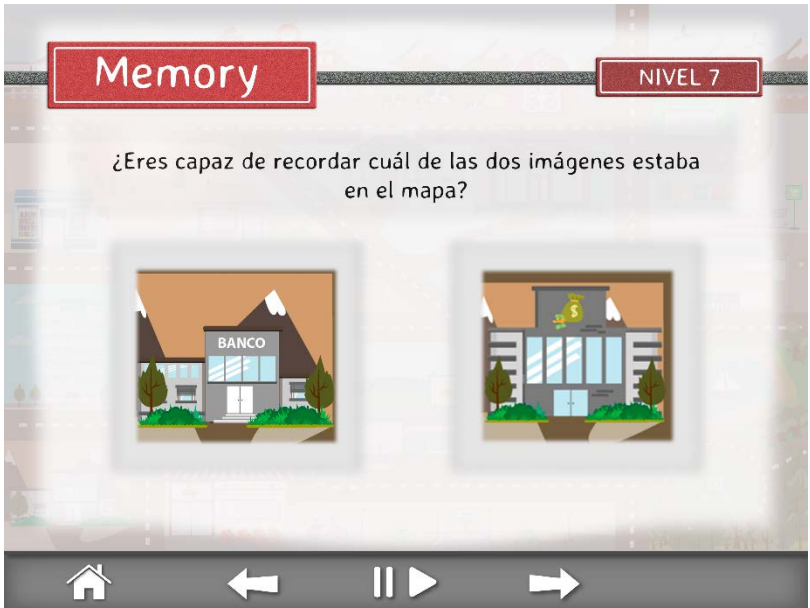 Memory
NIVEL 7
¿Eres capaz de recordar cuál de las dos imágenes estaba
en el mapa?
BANCO
$